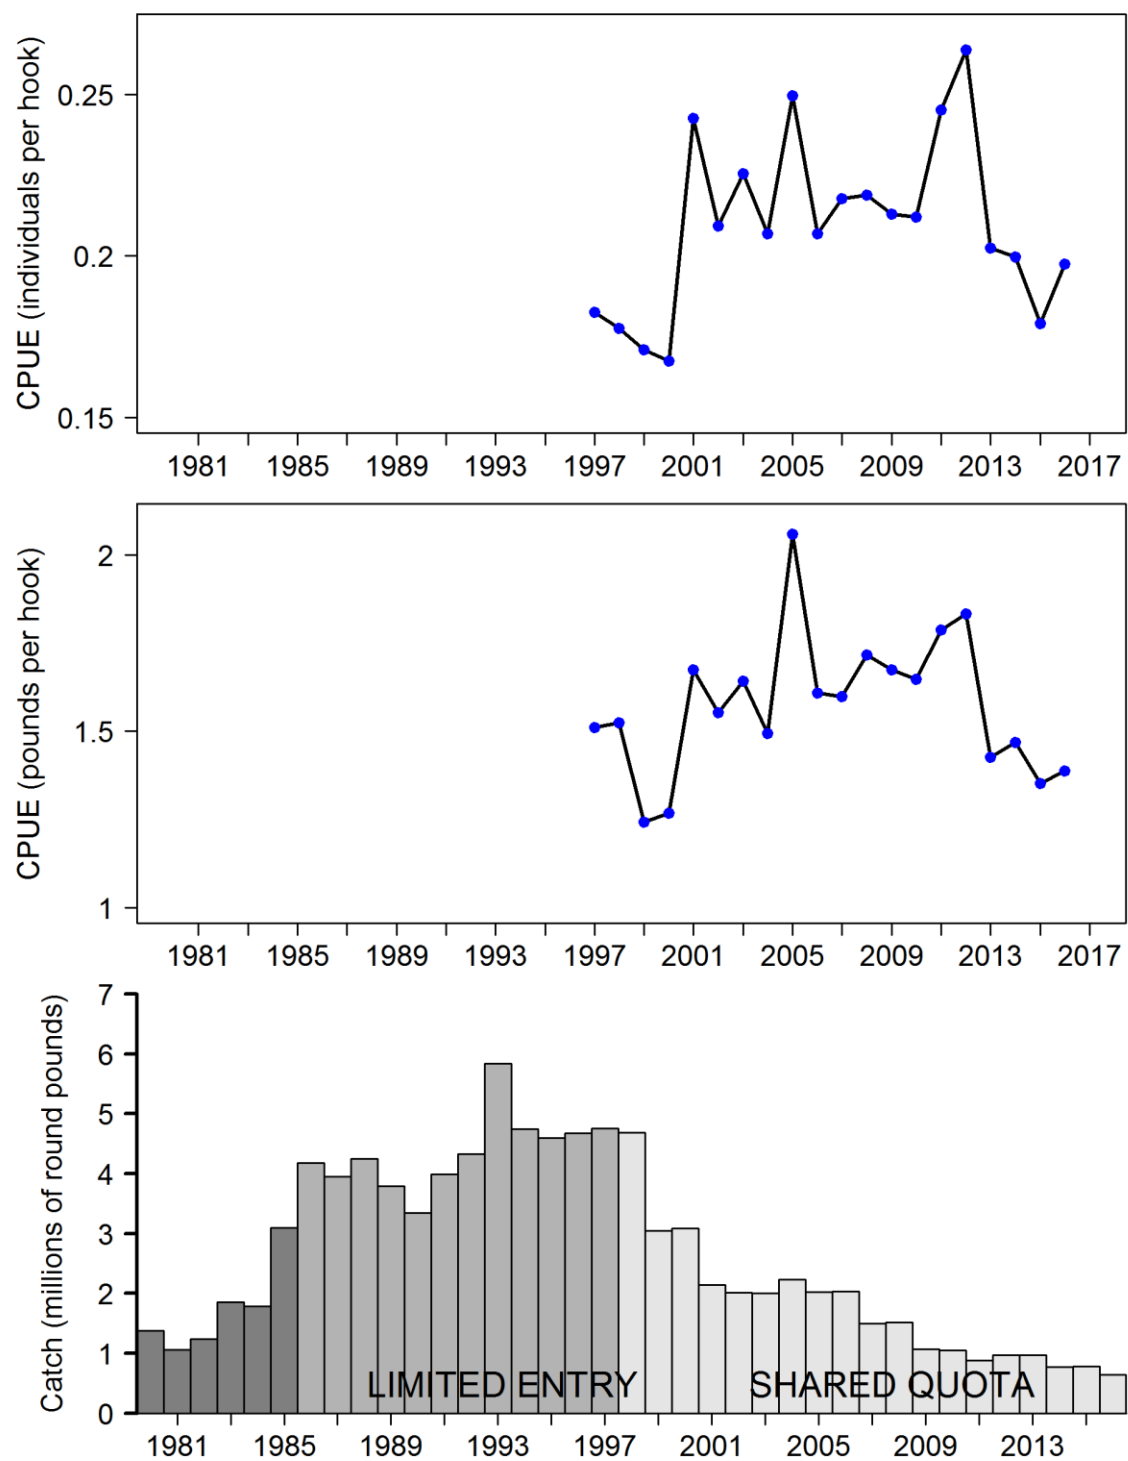 CPUE (individuals per hook)
0.25
0.2
0.15
1981 1985 1989 1993 1997 2001 2005 2009 2013 2017
CPUE (pounds per hook)
2
1.5
1
1981 1985 1989 1993 1997 2001 2005 2009 2013 2017
Catch (millions of round pounds)
7
6
5
4
3
2
1
0
LIMITED ENTRY SHARED QUOTA
1981 1985 1989 1993 1997 2001 2005 2009 2013